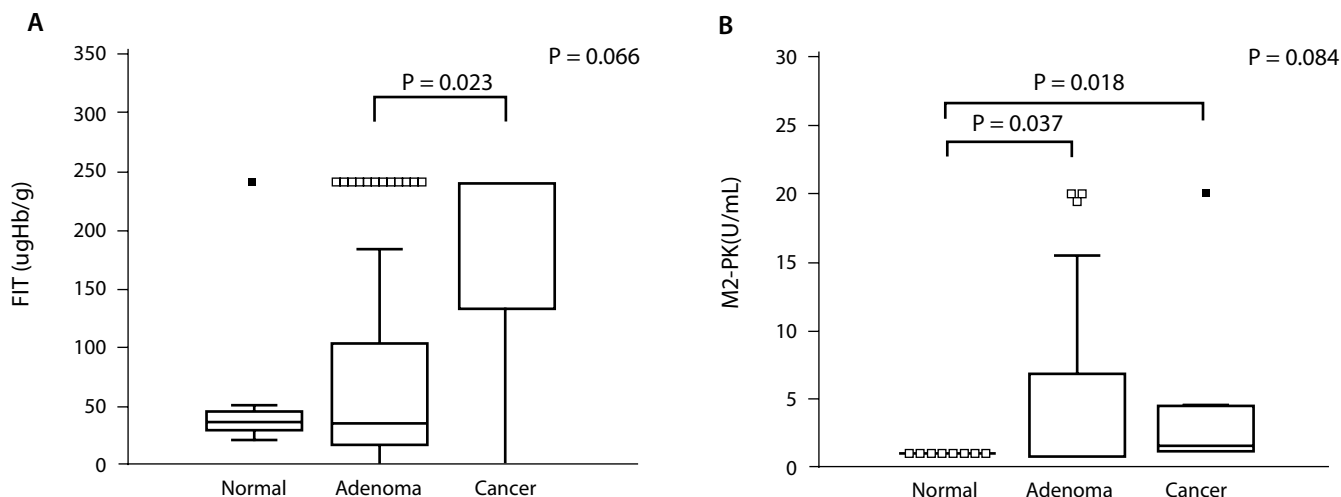 A
350
300
250
200
150
100
50
0
FIT (ugHb/g)
P = 0.066
P = 0.023
Normal Adenoma Cancer
B
30
25
20
15
10
5
0
M2-PK(U/mL)
P = 0.084
P = 0.018
P = 0.037
Normal Adenoma Cancer